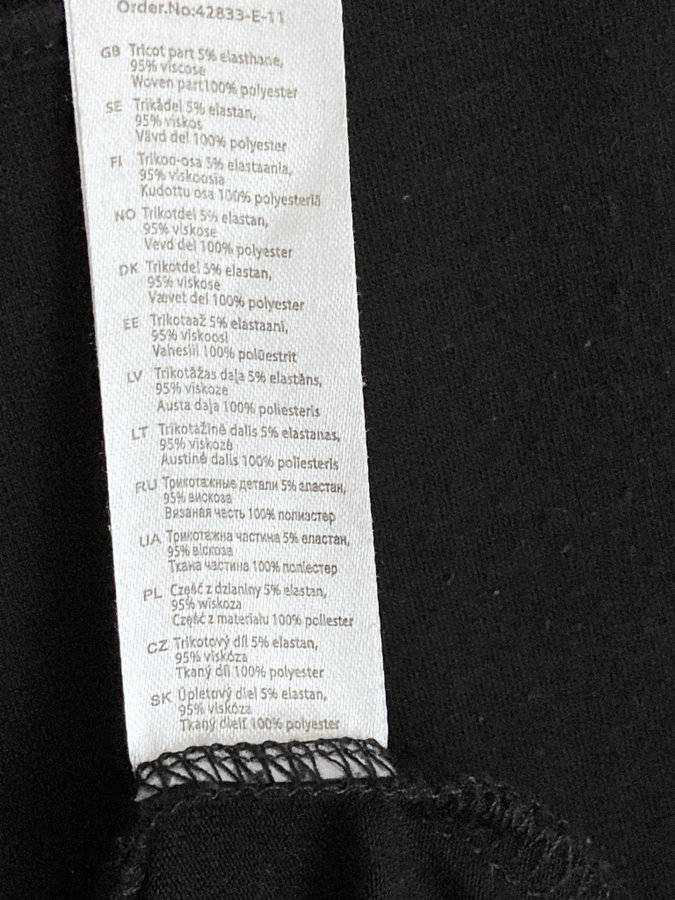 Order.No:42833-E-11
GB Tricot part 5% elasthane,
95% viscose
Woven part100% polyester
SE Trikådel 5% elastan,
95% viskos
Vävd del 100% polyester
FI Trikoo-osa 5% elastaania,
95% viskoosia
Kudottu osa 100% polyesteriä
NO Trikotdel 5% elastan,
95% viskose
Vevd del 100% polyester
DK Trikotdel 5% elastan,
95% viskose
Vævet del 100% polyester
EE Trikotaaž 5% elastaani,
95% viskoosi
Vahesiil 100% polüestrit
LV Trikotāžas daļa 5% elastāns,
95% viskoze
Austa daļa 100% poliesteris
LT Trikotažinė dalis 5% elastanas,
95% viskozė
Austinė dalis 100% poliesteris
RU Трикотажные детали 5% эластан,
95% вискоза
Вязаная часть 100% полиэстер
UA Трикотажна частина 5% еластан,
95% віскоза
Ткана частина 100% поліестер
PL Część z dzianiny 5% elastan,
95% wiskoza
Część z materiału 100% poliester
CZ Trikotový díl 5% elastan,
95% viskóza
Tkaný díl 100% polyester
SK Úpletový diel 5% elastan,
95% viskóza
Tkaný dielť 100% polyester